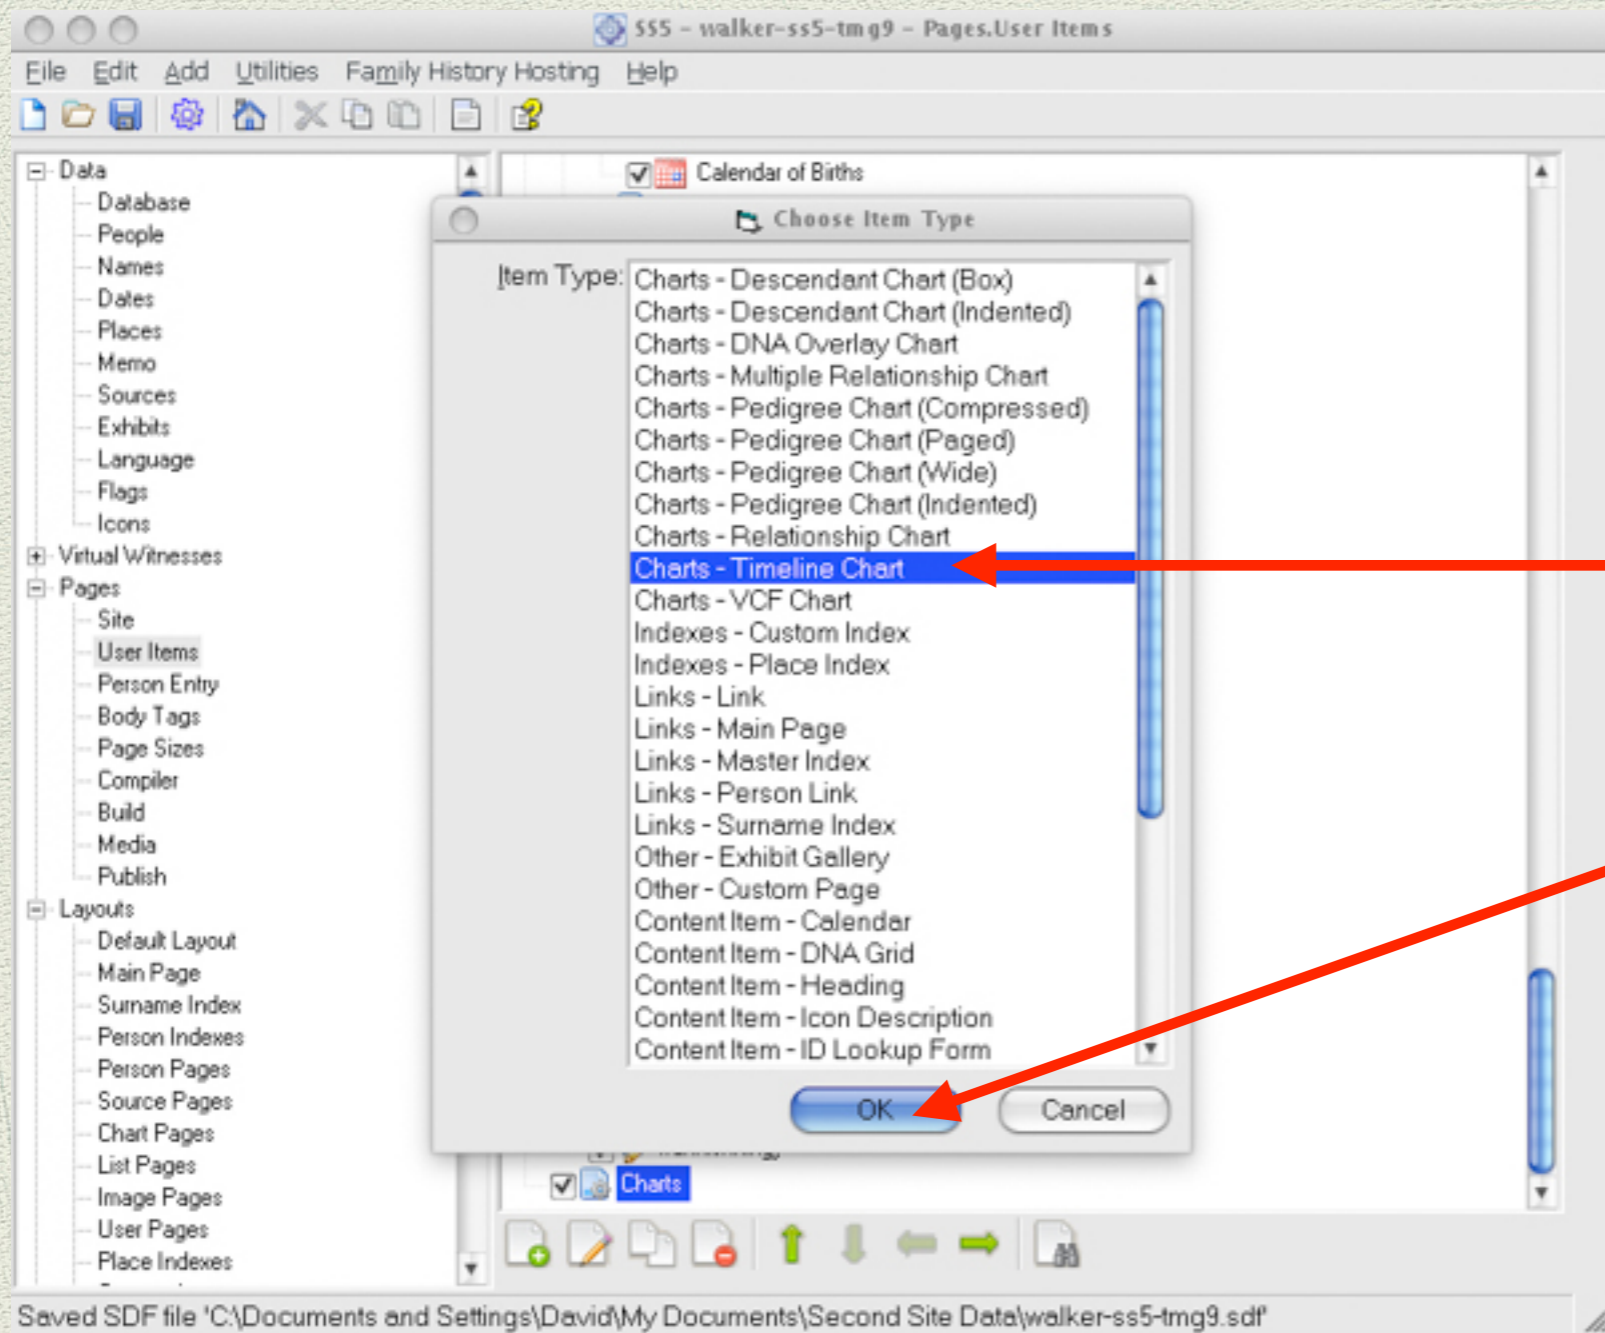 SS5 - walker-ss5-tmg9 - Pages.User Items
File Edit Add Utilities Family History Hosting Help
Data
Database
People
Names
Dates
Places
Memo
Sources
Exhibits
Language
Flags
Icons
Virtual Witnesses
Pages
Site
User Items
Person Entry
Body Tags
Page Sizes
Compiler
Build
Media
Publish
Layouts
Default Layout
Main Page
Surname Index
Person Indexes
Person Pages
Source Pages
Chart Pages
List Pages
Image Pages
User Pages
Place Indexes
Calendar of Births
Choose Item Type
Item Type:
Charts - Descendant Chart (Box)
Charts - Descendant Chart (Indented)
Charts - DNA Overlay Chart
Charts - Multiple Relationship Chart
Charts - Pedigree Chart (Compressed)
Charts - Pedigree Chart (Paged)
Charts - Pedigree Chart (Wide)
Charts - Pedigree Chart (Indented)
Charts - Relationship Chart
Charts - Timeline Chart
Charts - VCF Chart
Indexes - Custom Index
Indexes - Place Index
Links - Link
Links - Main Page
Links - Master Index
Links - Person Link
Links - Surname Index
Other - Exhibit Gallery
Other - Custom Page
Content Item - Calendar
Content Item - DNA Grid
Content Item - Heading
Content Item - Icon Description
Content Item - ID Lookup Form
OK Cancel
Charts
Saved SDF file 'C:\Documents and Settings\David\My Documents\Second Site Data\walker-ss5-tmg9.sdf'